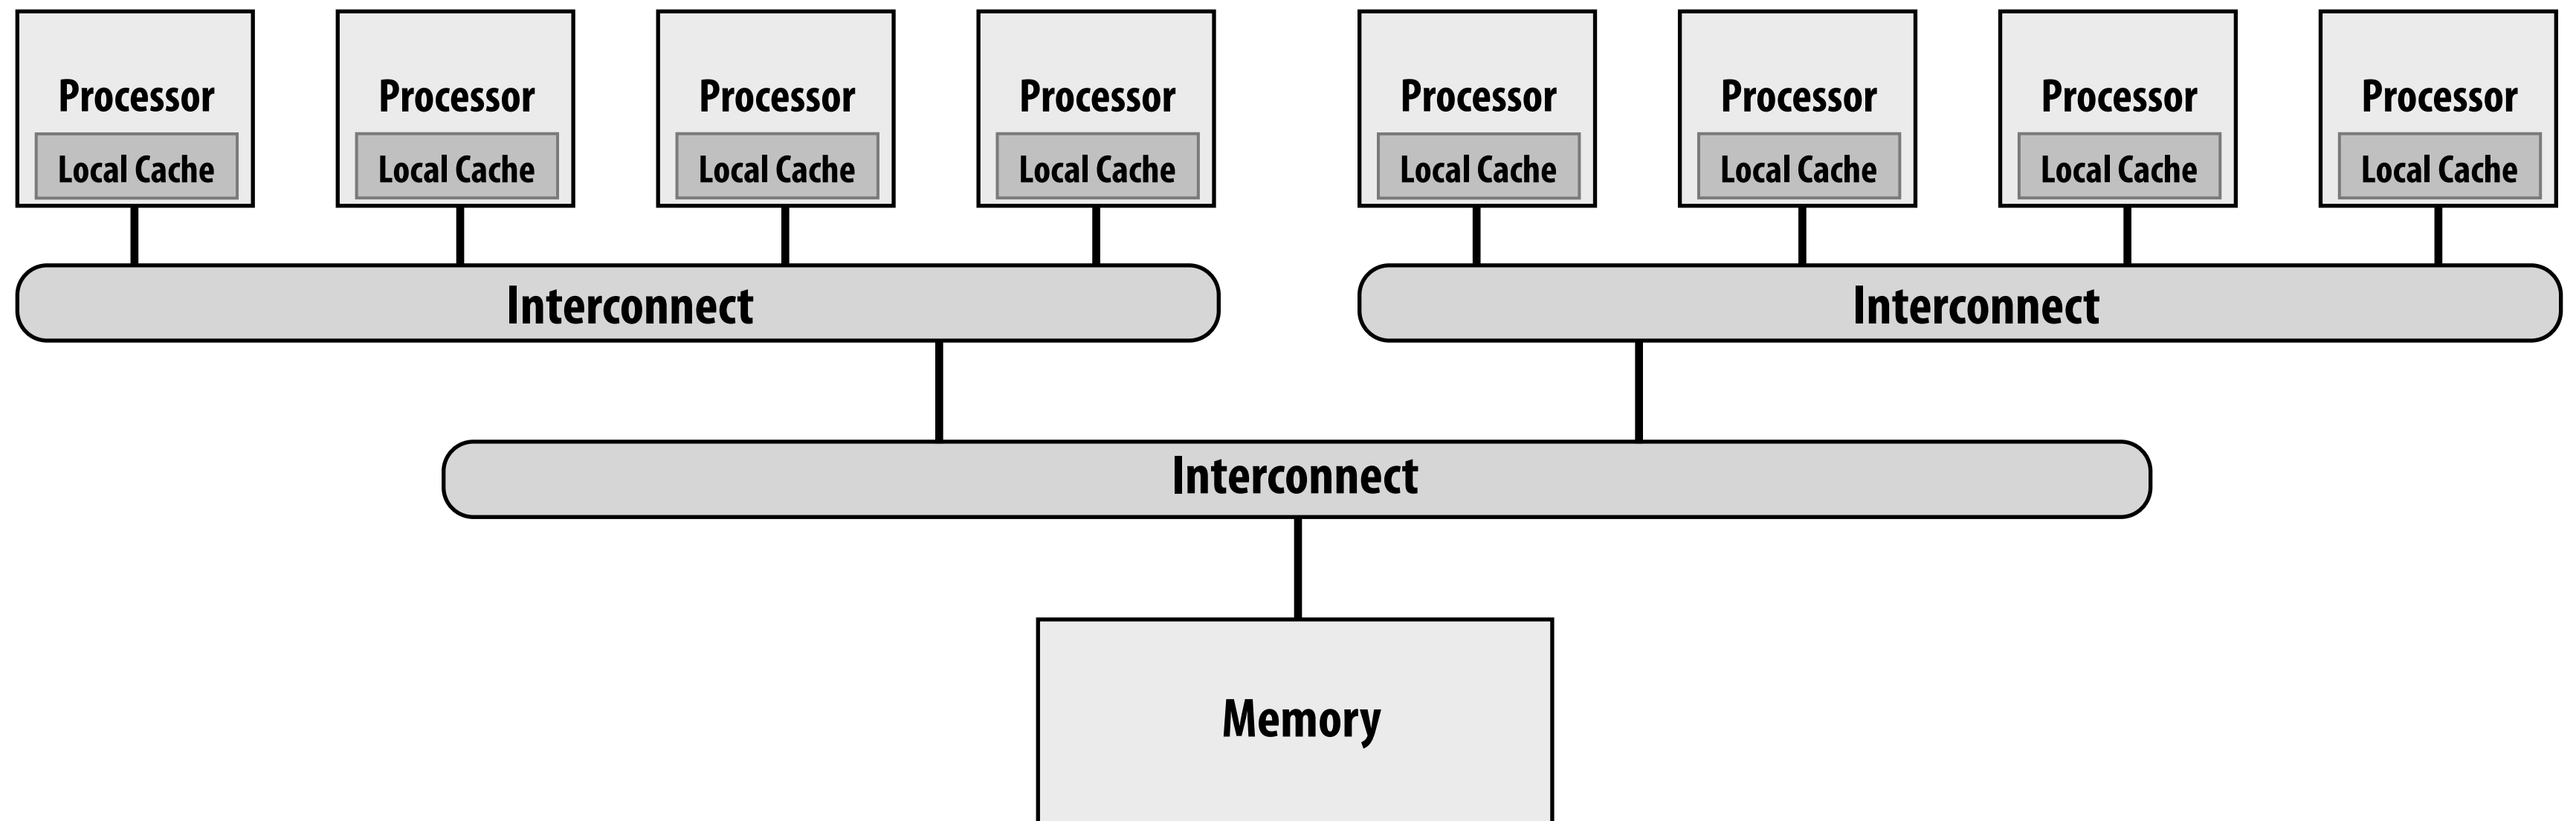 Processor
Local Cache
Processor
Local Cache
Processor
Local Cache
Processor
Local Cache
Processor
Local Cache
Processor
Local Cache
Processor
Local Cache
Processor
Local Cache
Interconnect
Interconnect
Interconnect
Memory